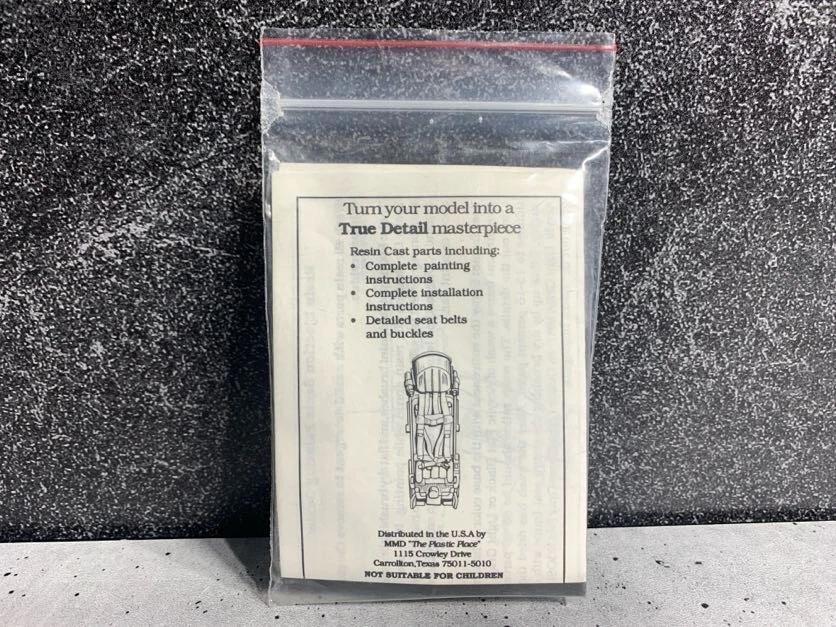 Turn your model into a
True Detail masterpiece
Resin Cast parts including:
• Complete painting
instructions
• Complete installation
instructions
• Detailed seat belts
and buckles
Distributed in the U.S.A by
MMD "The Plastic Place"
1115 Crowley Drive
Carrollton, Texas 75011-5010
NOT SUITABLE FOR CHILDREN